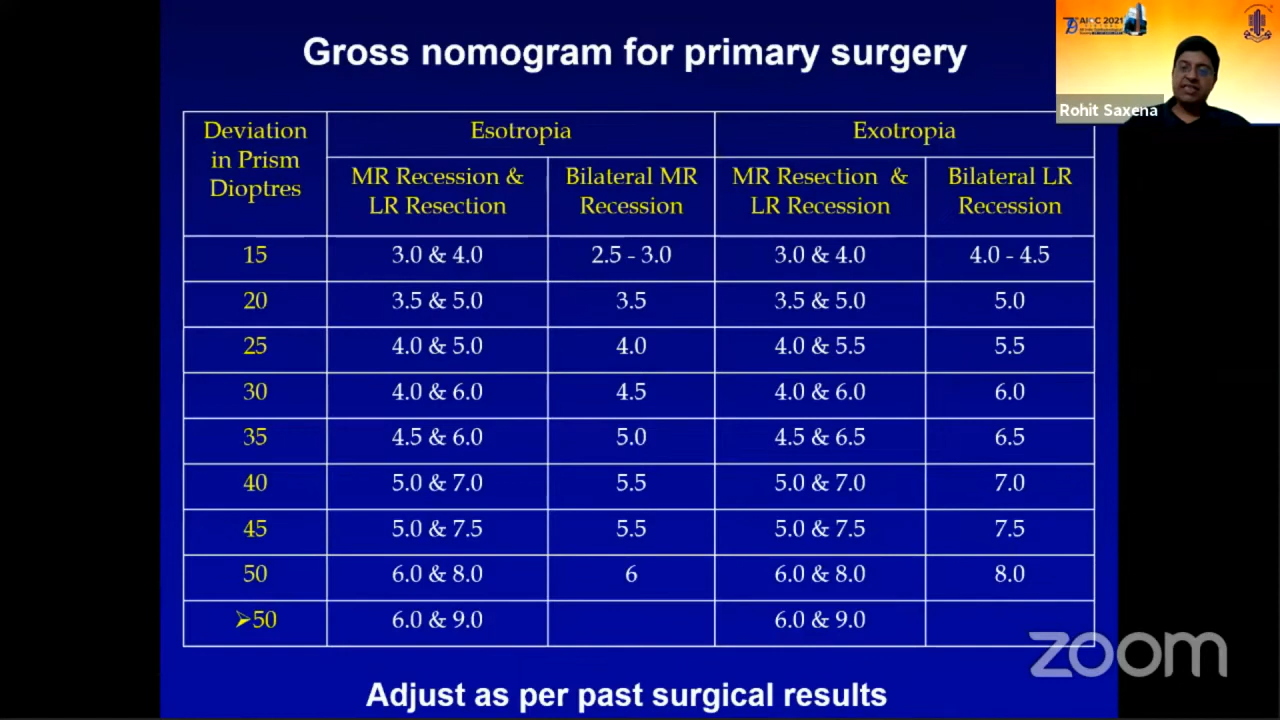 Gross nomogram for primary surgery
AIOC 2021
Rohit Saxena
Deviation in Prism Dioptres
Esotropia
Exotropia
MR Recession & LR Resection
Bilateral MR Recession
MR Resection & LR Recession
Bilateral LR Recession
15 3.0 & 4.0 2.5 - 3.0 3.0 & 4.0 4.0 - 4.5
20 3.5 & 5.0 3.5 3.5 & 5.0 5.0
25 4.0 & 5.0 4.0 4.0 & 5.5 5.5
30 4.0 & 6.0 4.5 4.0 & 6.0 6.0
35 4.5 & 6.0 5.0 4.5 & 6.5 6.5
40 5.0 & 7.0 5.5 5.0 & 7.0 7.0
45 5.0 & 7.5 5.5 5.0 & 7.5 7.5
50 6.0 & 8.0 6 6.0 & 8.0 8.0
➢50 6.0 & 9.0 6.0 & 9.0
zoom
Adjust as per past surgical results